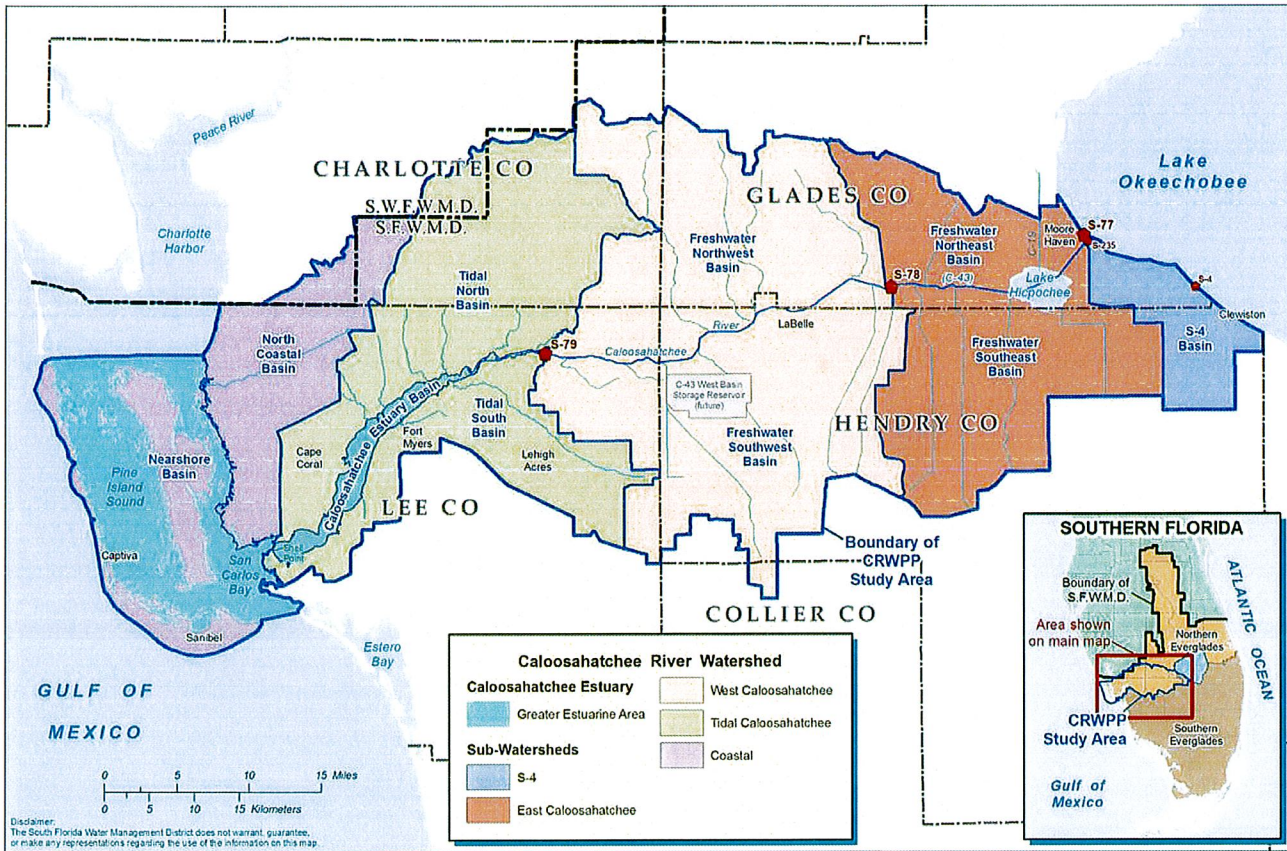 Peace River
CHARLOTTE CO
S.W.F.W.M.D.
S.F.W.M.D.
Charlotte
Harbor
GLADES CO
Lake
Okeechobee
Freshwater
Northwest
Basin
Freshwater
Northeast
Basin
C-19
Moore
Haven
S-77
S-235
S-78
(C-43)
Lake
Hicpochee
S-4
Clewiston
S-4
Basin
Tidal
North
Basin
North
Coastal
Basin
S-79
River
LaBelle
Caloosahatchee
C-43 West Basin
Storage Reservoir
(future)
Freshwater
Southeast
Basin
HENDRY CO
Freshwater
Southwest
Basin
Caloosahatchee Estuary Basin
Tidal
South
Basin
Fort
Myers
Cape
Coral
Lehigh
Acres
LEE CO
Nearshore
Basin
Pine
Island
Sound
Captiva
San
Carlos
Bay
Shell
Point
Sanibel
Estero
Bay
Boundary of
CRWPP
Study Area
COLLIER CO
GULF OF
MEXICO
0 5 10 15 Miles
0 5 10 15 Kilometers
Disclaimer:
The South Florida Water Management District does not warrant, guarantee,
or make any representations regarding the use of the information on this map.
Caloosahatchee River Watershed
Caloosahatchee Estuary
Greater Estuarine Area
Sub-Watersheds
S-4
East Caloosahatchee
West Caloosahatchee
Tidal Caloosahatchee
Coastal
SOUTHERN FLORIDA
Boundary of
S.F.W.M.D.
Area shown
on main map
Northern
Everglades
ATLANTIC OCEAN
CRWPP
Study Area
Southern
Everglades
Gulf of
Mexico